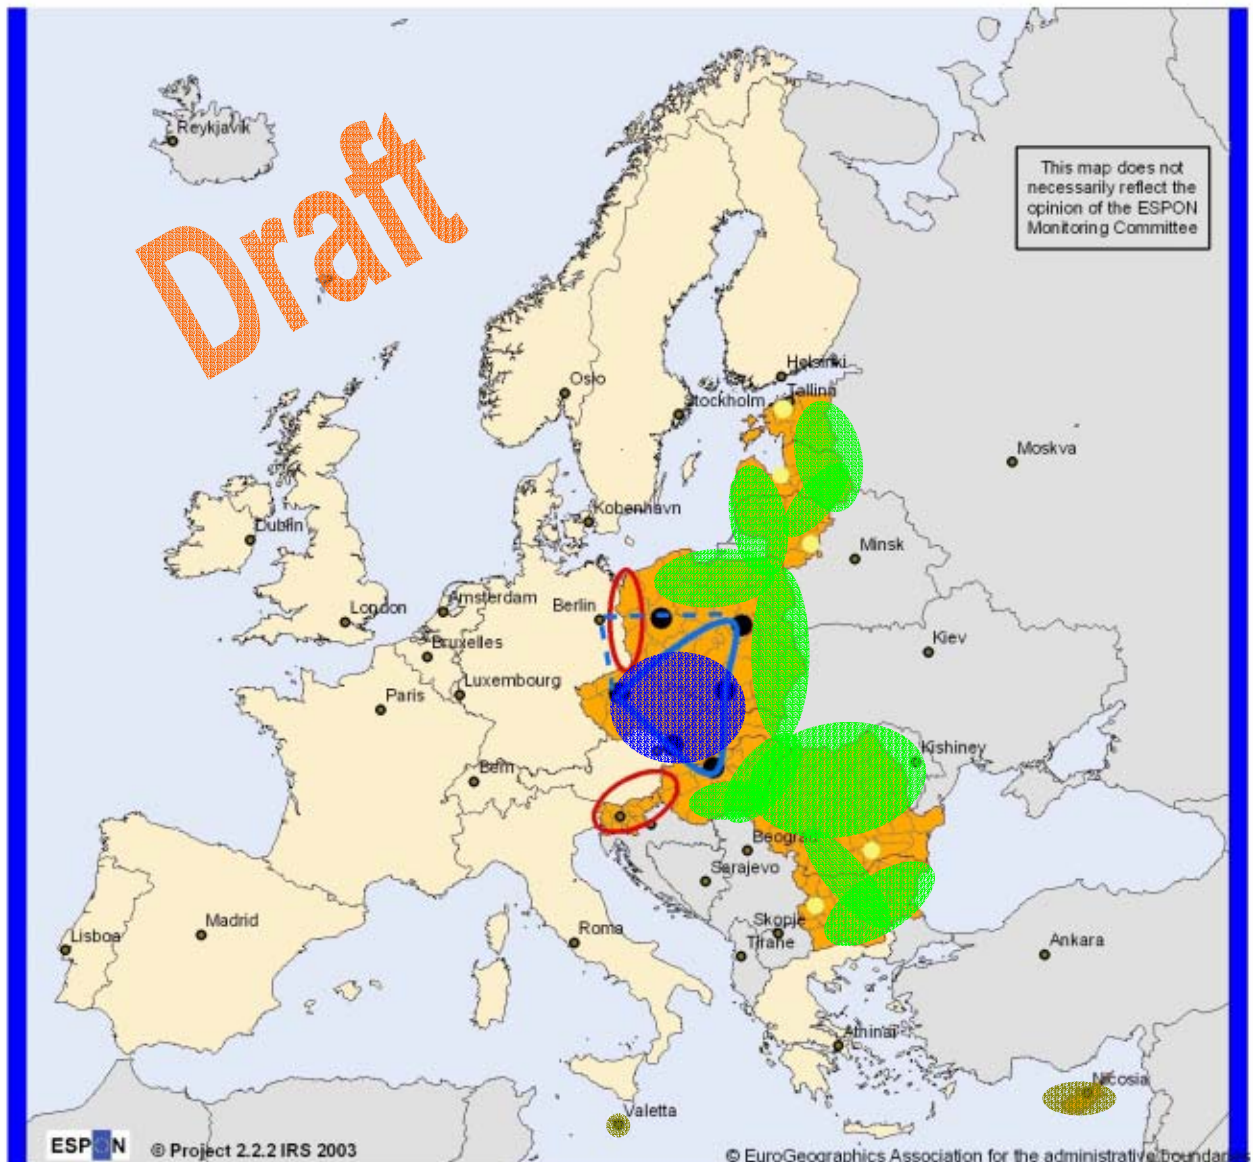 Reykjavik
Draft
This map does not
necessarily reflect the
opinion of the ESPON
Monitoring Committee
Helsinki
Oslo
Tallinn
Stockholm
Moskva
Kobenhavn
Dublin
Minsk
Amsterdam
Berlin
London
Bruxelles
Kiev
Luxembourg
Paris
Kishinev
Bern
Sarajevo
Skopje
Madrid
Roma
Lisboa
Tirane
Ankara
Athinai
Nicosia
Valetta
ESPON
© Project 2.2.2 IRS 2003
© EuroGeographics Association for the administrative boundaries